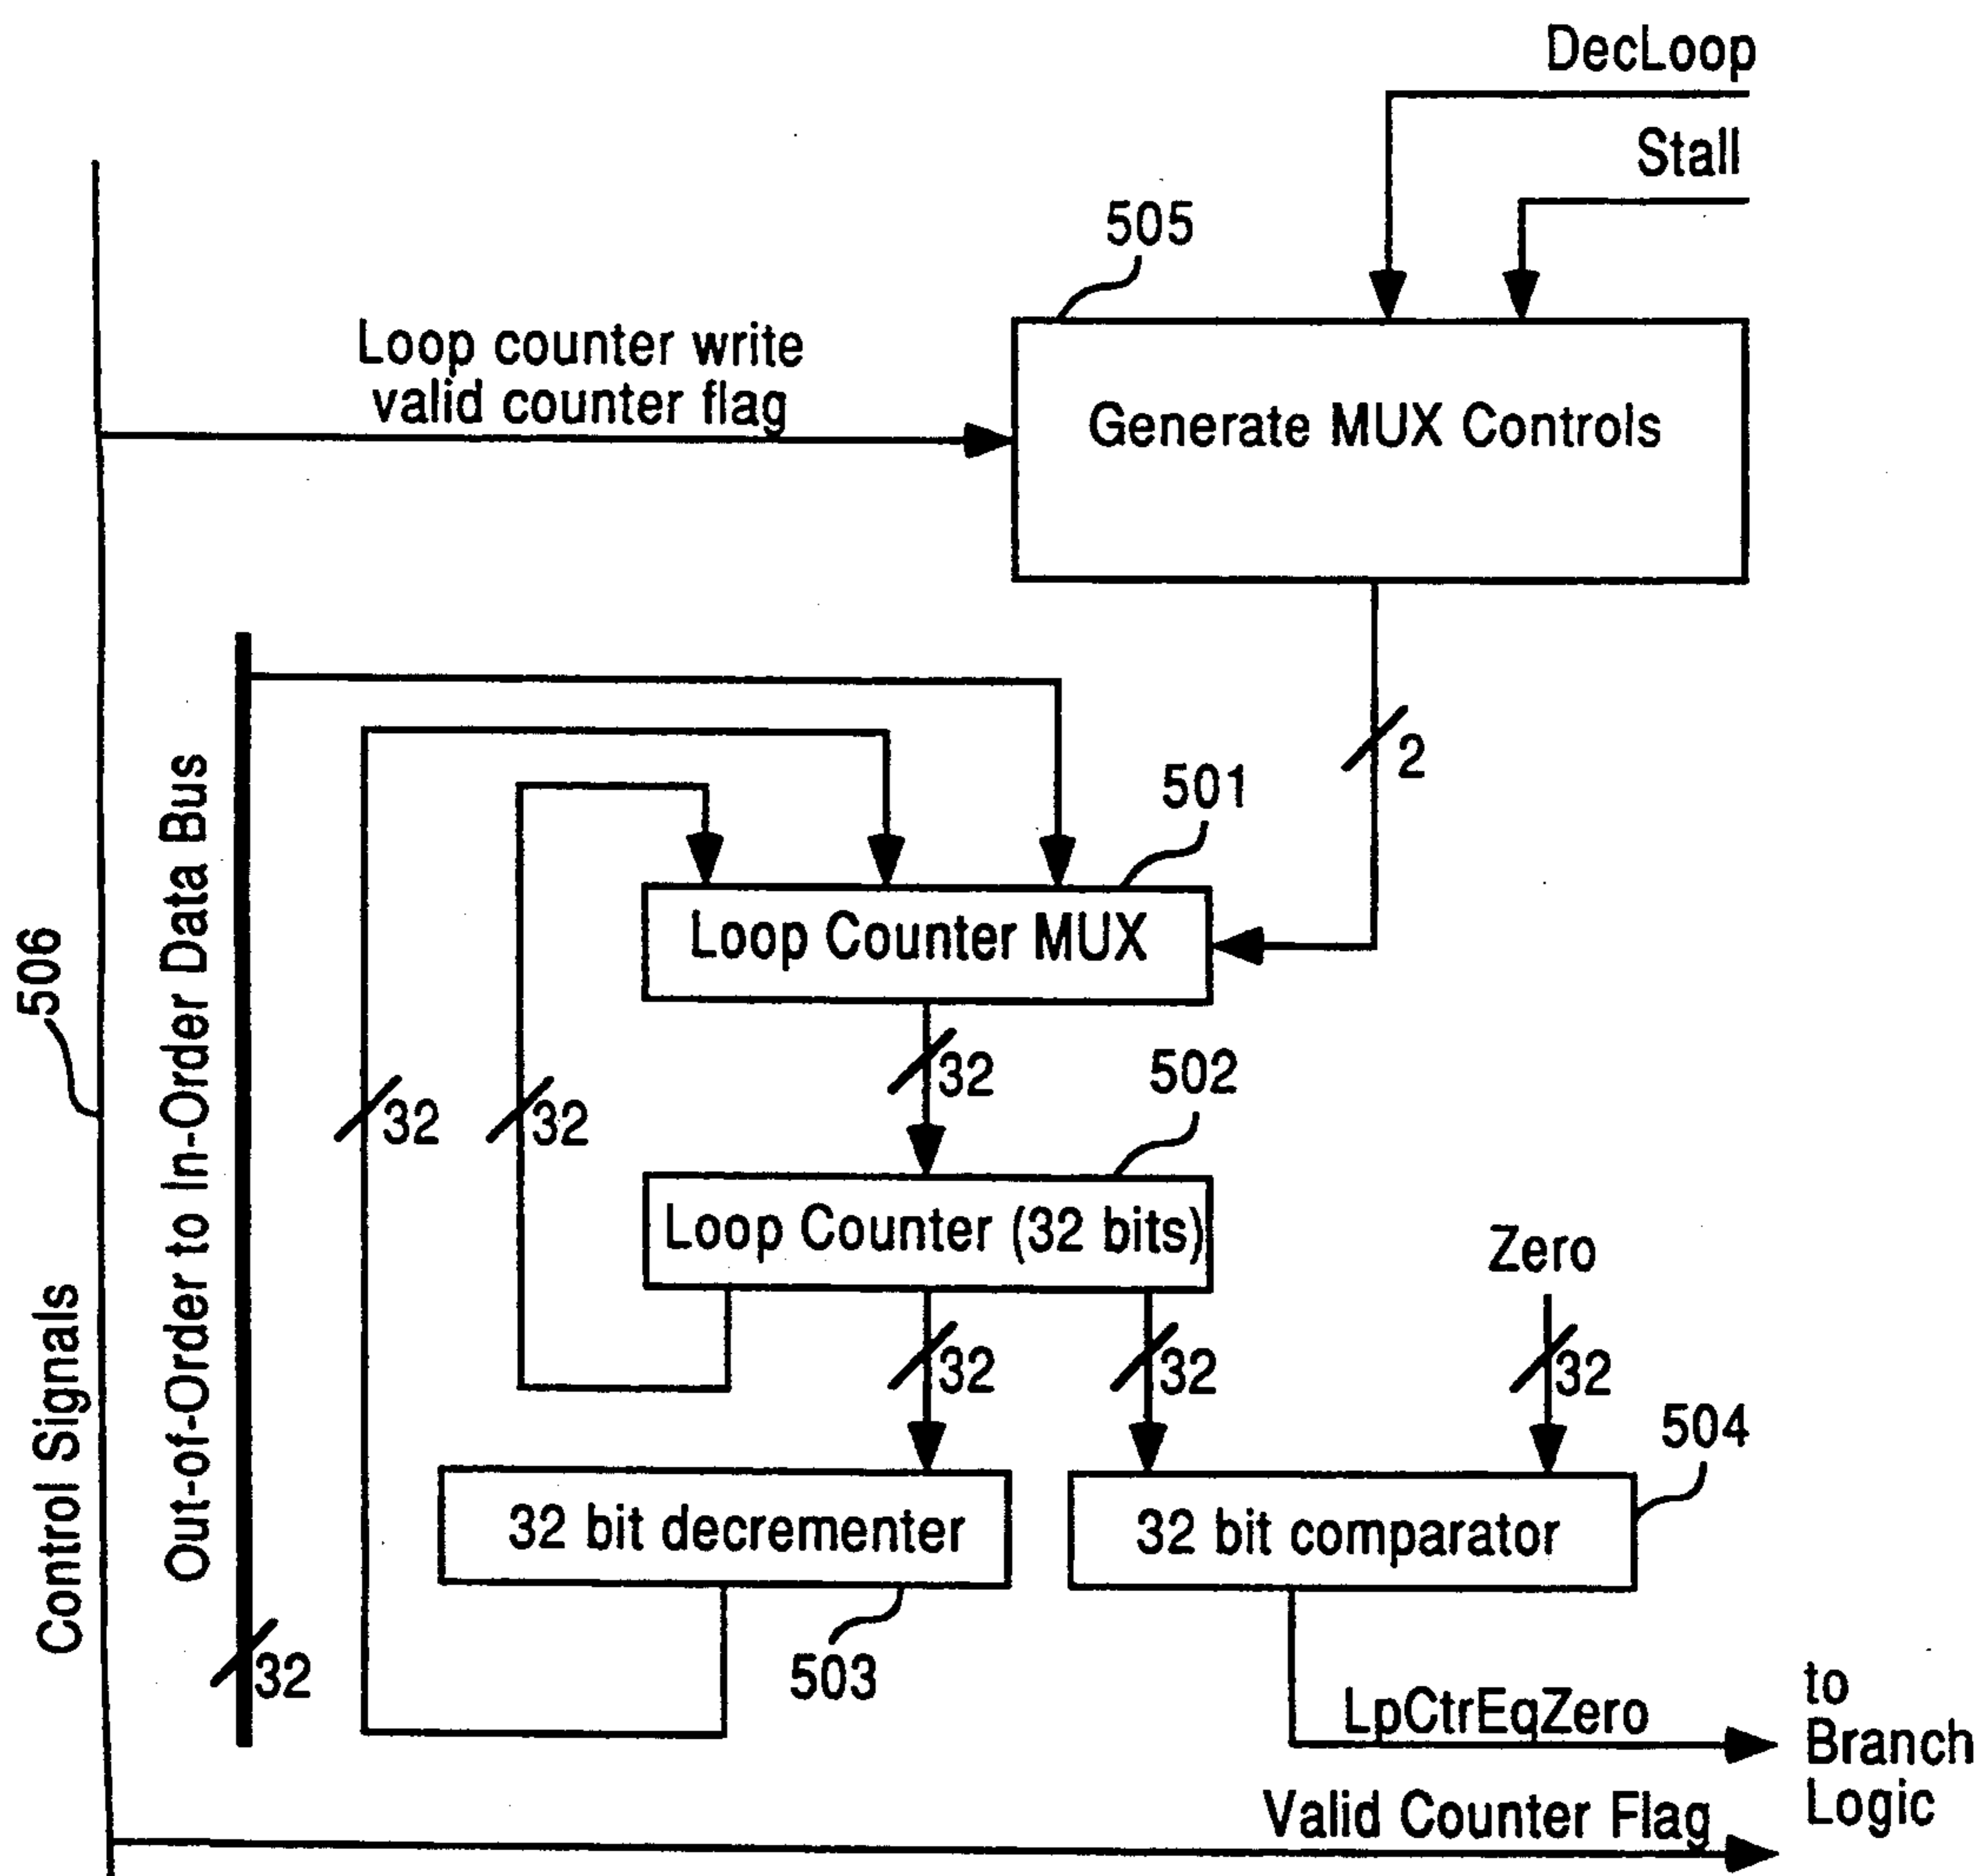 DecLoop
Stall
505
Loop counter write
valid counter flag
Generate MUX Controls
2
501
Loop Counter MUX
506
Control Signals
Out-of-Order to In-Order Data Bus
32
32
32
32
502
Loop Counter (32 bits)
Zero
32
32
32
504
32 bit decrementer
32 bit comparator
503
LpCtrEqZero
to
Branch
Logic
Valid Counter Flag